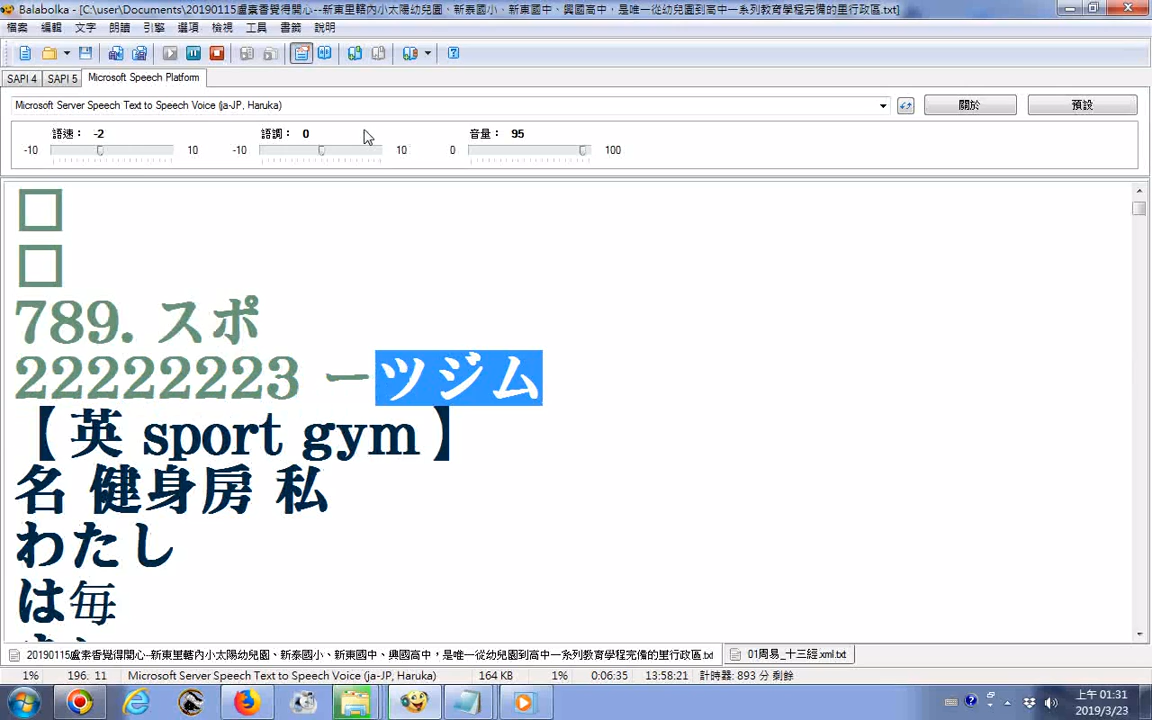 Balabolka - [C:\user\Documents\20190115盧素香覺得開心--新東里轄內小太陽幼兒園、新泰國小、新東國中、興國高中，是唯一從幼兒園到高中一系列教育學程完備的里行政區.txt]
檔案 編輯 文字 朗讀 引擎 選項 檢視 工具 書籤 說明
SAPI 4 SAPI 5 Microsoft Speech Platform
Microsoft Server Speech Text to Speech Voice (ja-JP, Haruka) 關於 預設
語速： -2 語調： 0 音量： 95
-10 10 -10 10 0 100
□
□
789. スポ
22222223 ーツジム
【英 sport gym】
名 健身房 私
わたし
は毎
20190115盧素香覺得開心--新東里轄內小太陽幼兒園、新泰國小、新東國中、興國高中，是唯一從幼兒園到高中一系列教育學程完備的里行政區.txt 01周易_十三經.xml.txt
1% 196. 11 Microsoft Server Speech Text to Speech Voice (ja-JP, Haruka) 164 KB 1% 0:06:35 13:58:21 計時器: 893 分 剩餘
上午 01:31
2019/3/23